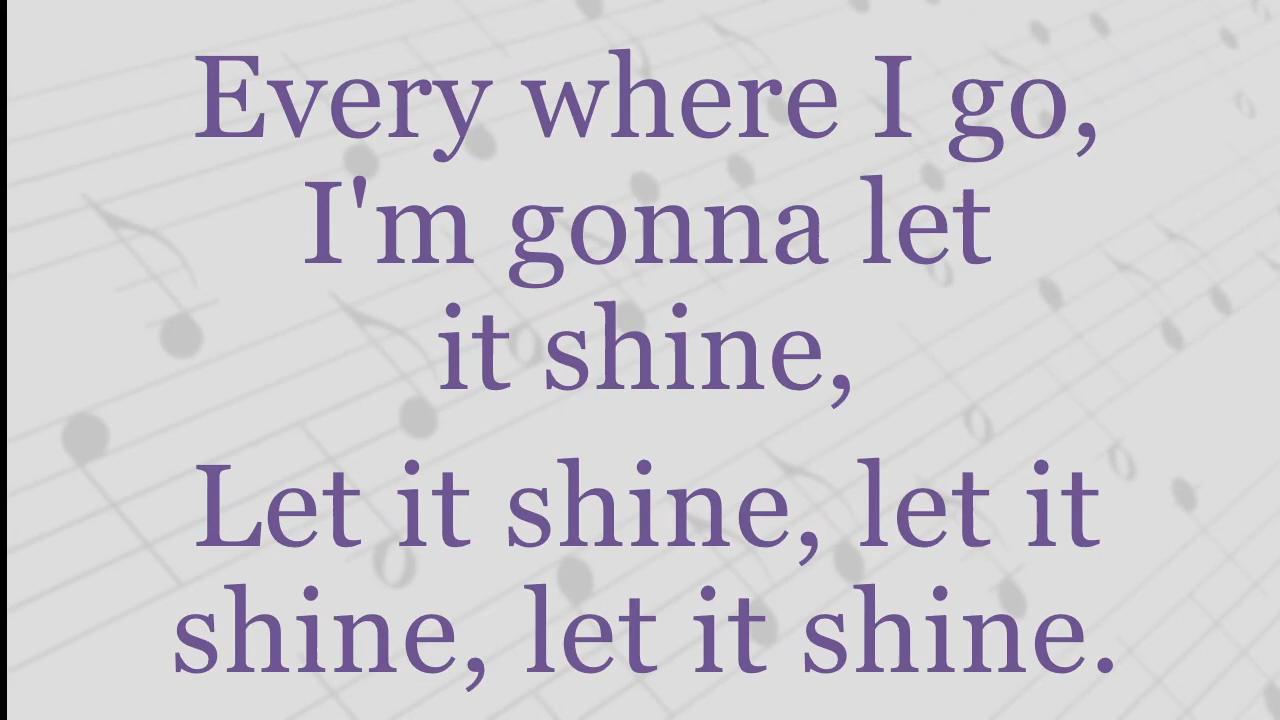 Every where I go,
I'm gonna let
it shine,
Let it shine, let it
shine, let it shine.